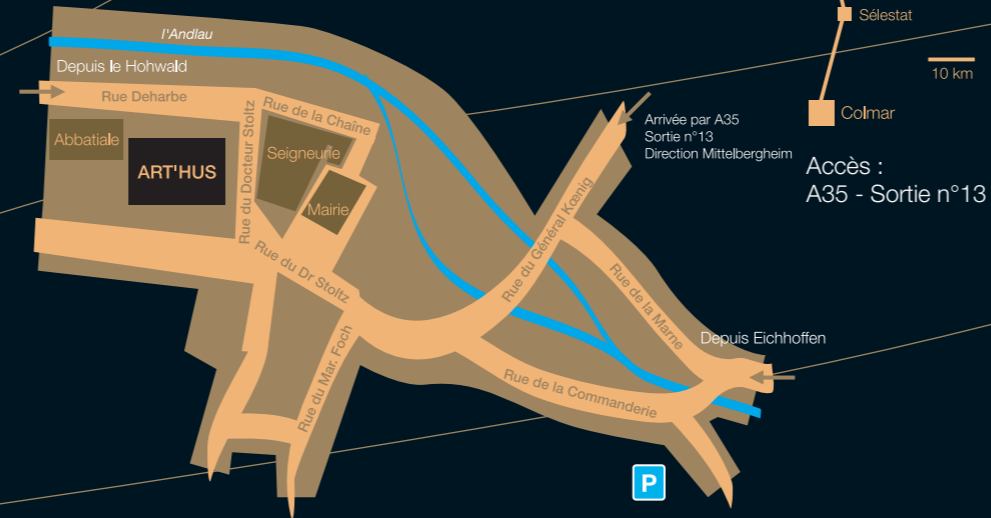 l'Andlau
Depuis le Hohwald
Rue Deharbe
Rue de la Chaîne
Abbatiale
ART'HUS
Rue du Docteur Stoltz
Seigneurie
Mairie
Rue du Dr Stoltz
Rue du Mar. Foch
Rue du Général Kœnig
Arrivée par A35
Sortie n°13
Direction Mittelbergheim
Rue de la Marne
Depuis Eichhoffen
Rue de la Commanderie
P
Sélestat
10 km
Colmar
Accès :
A35 - Sortie n°13